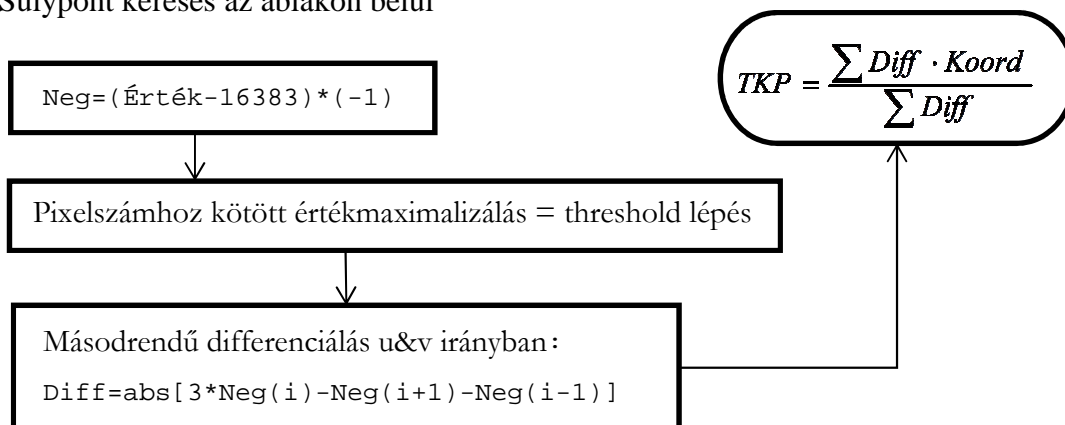 Súlypont keresés az ablakon belül
Neg=(Érték-16383)*(-1)
Pixelszámhoz kötött értékmaximalizálás = threshold lépés
Másodrendű differenciálás u&v irányban:
Diff=abs[3*Neg(i)-Neg(i+1)-Neg(i-1)]
TKP = ∑ Diff · Koord / ∑ Diff